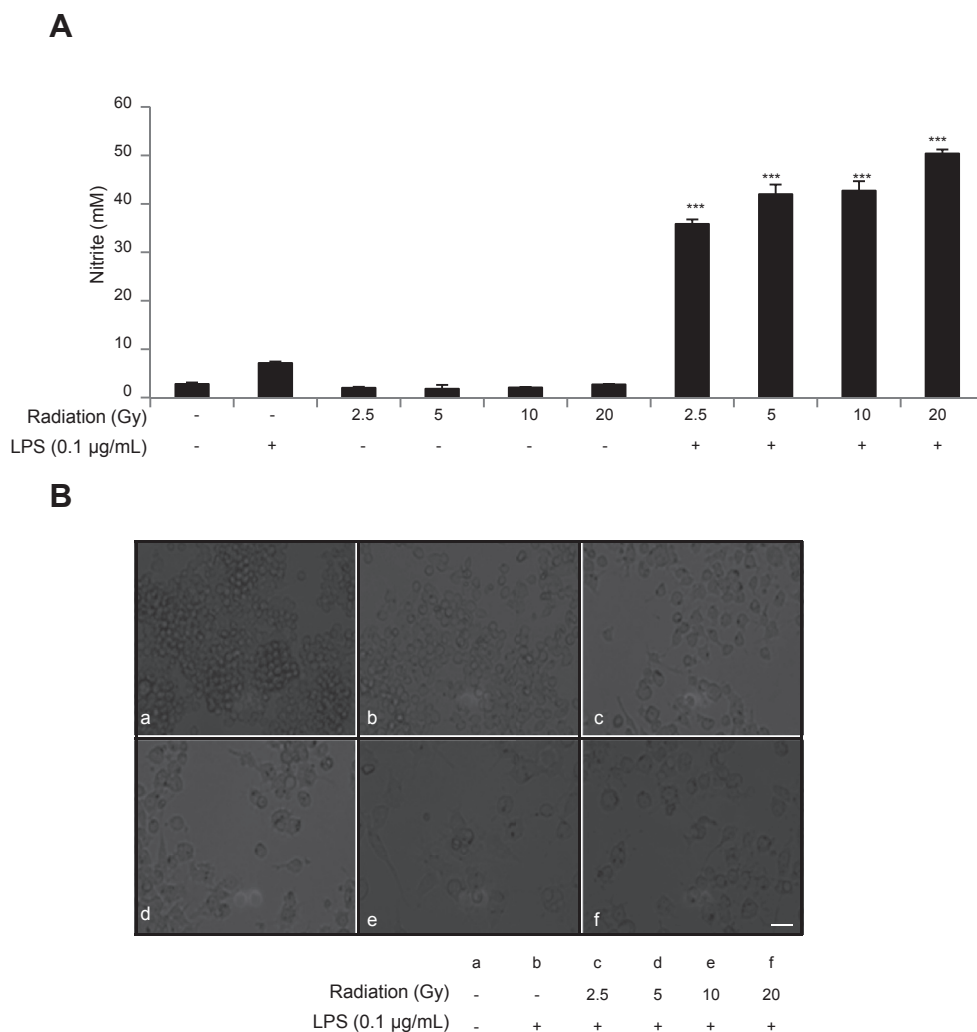 A
60
50
40
30
20
10
0
Nitrite (mM)
*** *** *** ***
Radiation (Gy) - - 2.5 5 10 20 2.5 5 10 20
LPS (0.1 µg/mL) - + - - - - + + + +
B
a b c
d e f
a b c d e f
Radiation (Gy) - - 2.5 5 10 20
LPS (0.1 µg/mL) - + + + + +